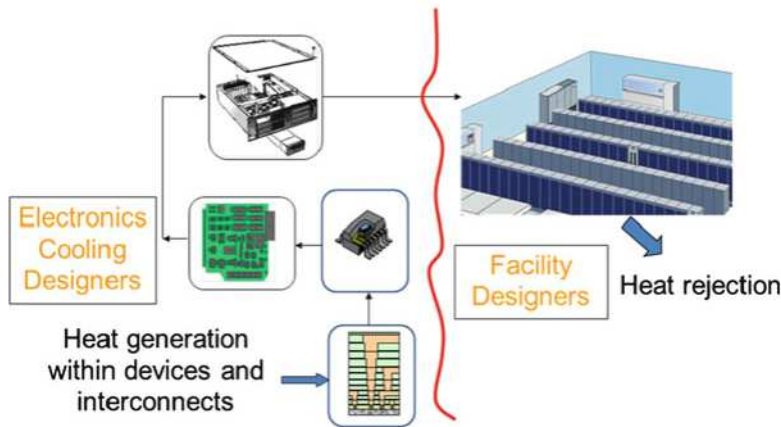 Electronics
Cooling
Designers
Heat generation
within devices and
interconnects
Facility
Designers
Heat rejection